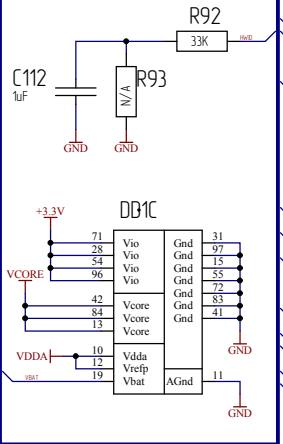 R92
33K
HWID
C112
1uF
N/A
R93
GND
GND
+3.3V
DD1C
71 Vio Gnd 31
28 Vio Gnd 97
54 Vio Gnd 15
96 Vio Gnd 55
Gnd 72
VCORE
42 Vcore Gnd 83
84 Vcore Gnd 41
13 Vcore
GND
VDDA
10 Vdda
12 Vrefp
VBAT
19 Vbat AGnd 11
GND